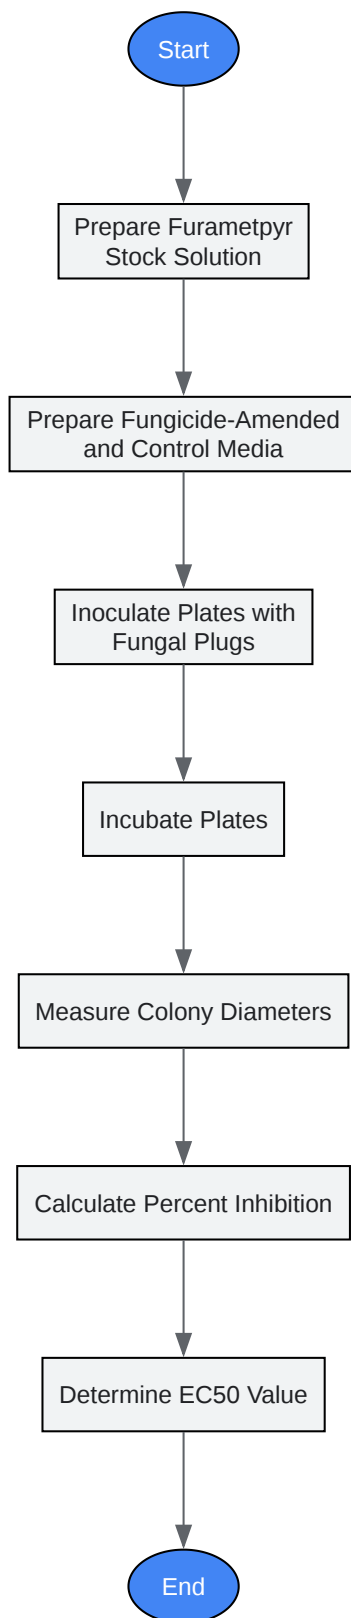 Start
Prepare Furametpyr
Stock Solution
Prepare Fungicide-Amended
and Control Media
Inoculate Plates with
Fungal Plugs
Incubate Plates
Measure Colony Diameters
Calculate Percent Inhibition
Determine EC50 Value
End